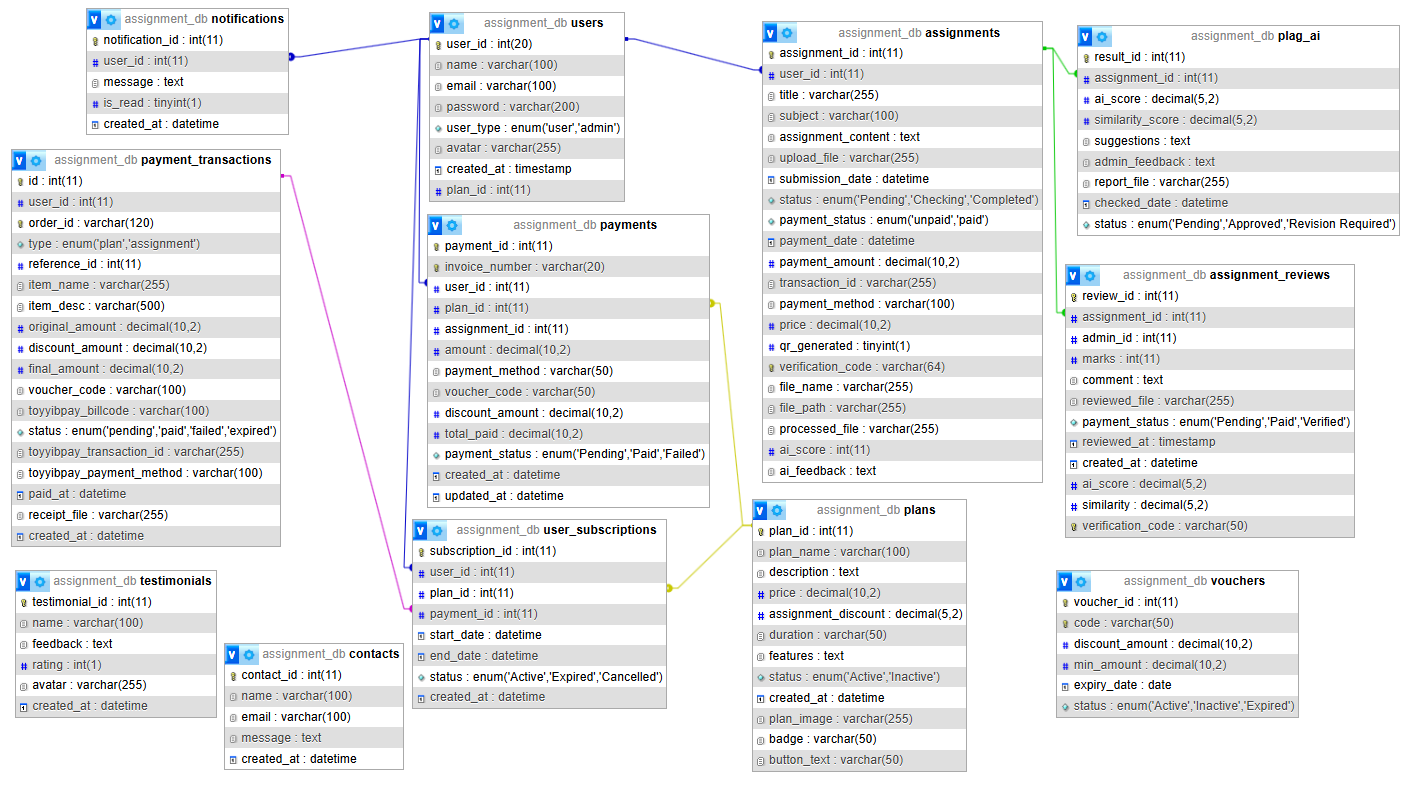 assignment_db notifications
notification_id : int(11)
user_id : int(11)
message : text
is_read : tinyint(1)
created_at : datetime
assignment_db payment_transactions
id : int(11)
user_id : int(11)
order_id : varchar(120)
type : enum('plan','assignment')
reference_id : int(11)
item_name : varchar(255)
item_desc : varchar(500)
original_amount : decimal(10,2)
discount_amount : decimal(10,2)
final_amount : decimal(10,2)
voucher_code : varchar(100)
toyyibpay_billcode : varchar(100)
status : enum('pending','paid','failed','expired')
toyyibpay_transaction_id : varchar(255)
toyyibpay_payment_method : varchar(100)
paid_at : datetime
receipt_file : varchar(255)
created_at : datetime
assignment_db testimonials
testimonial_id : int(11)
name : varchar(100)
feedback : text
rating : int(1)
avatar : varchar(255)
created_at : datetime
assignment_db contacts
contact_id : int(11)
name : varchar(100)
email : varchar(100)
message : text
created_at : datetime
assignment_db users
user_id : int(20)
name : varchar(100)
email : varchar(100)
password : varchar(200)
user_type : enum('user','admin')
avatar : varchar(255)
created_at : timestamp
plan_id : int(11)
assignment_db payments
payment_id : int(11)
invoice_number : varchar(20)
user_id : int(11)
plan_id : int(11)
assignment_id : int(11)
amount : decimal(10,2)
payment_method : varchar(50)
voucher_code : varchar(50)
discount_amount : decimal(10,2)
total_paid : decimal(10,2)
payment_status : enum('Pending','Paid','Failed')
created_at : datetime
updated_at : datetime
assignment_db user_subscriptions
subscription_id : int(11)
user_id : int(11)
plan_id : int(11)
payment_id : int(11)
start_date : datetime
end_date : datetime
status : enum('Active','Expired','Cancelled')
created_at : datetime
assignment_db assignments
assignment_id : int(11)
user_id : int(11)
title : varchar(255)
subject : varchar(100)
assignment_content : text
upload_file : varchar(255)
submission_date : datetime
status : enum('Pending','Checking','Completed')
payment_status : enum('unpaid','paid')
payment_date : datetime
payment_amount : decimal(10,2)
transaction_id : varchar(255)
payment_method : varchar(100)
price : decimal(10,2)
qr_generated : tinyint(1)
verification_code : varchar(64)
file_name : varchar(255)
file_path : varchar(255)
processed_file : varchar(255)
ai_score : int(11)
ai_feedback : text
assignment_db plans
plan_id : int(11)
plan_name : varchar(100)
description : text
price : decimal(10,2)
assignment_discount : decimal(5,2)
duration : varchar(50)
features : text
status : enum('Active','Inactive')
created_at : datetime
plan_image : varchar(255)
badge : varchar(50)
button_text : varchar(50)
assignment_db plag_ai
result_id : int(11)
assignment_id : int(11)
ai_score : decimal(5,2)
similarity_score : decimal(5,2)
suggestions : text
admin_feedback : text
report_file : varchar(255)
checked_date : datetime
status : enum('Pending','Approved','Revision Required')
assignment_db assignment_reviews
review_id : int(11)
assignment_id : int(11)
admin_id : int(11)
marks : int(11)
comment : text
reviewed_file : varchar(255)
payment_status : enum('Pending','Paid','Verified')
reviewed_at : timestamp
created_at : datetime
ai_score : decimal(5,2)
similarity : decimal(5,2)
verification_code : varchar(50)
assignment_db vouchers
voucher_id : int(11)
code : varchar(50)
discount_amount : decimal(10,2)
min_amount : decimal(10,2)
expiry_date : date
status : enum('Active','Inactive','Expired')